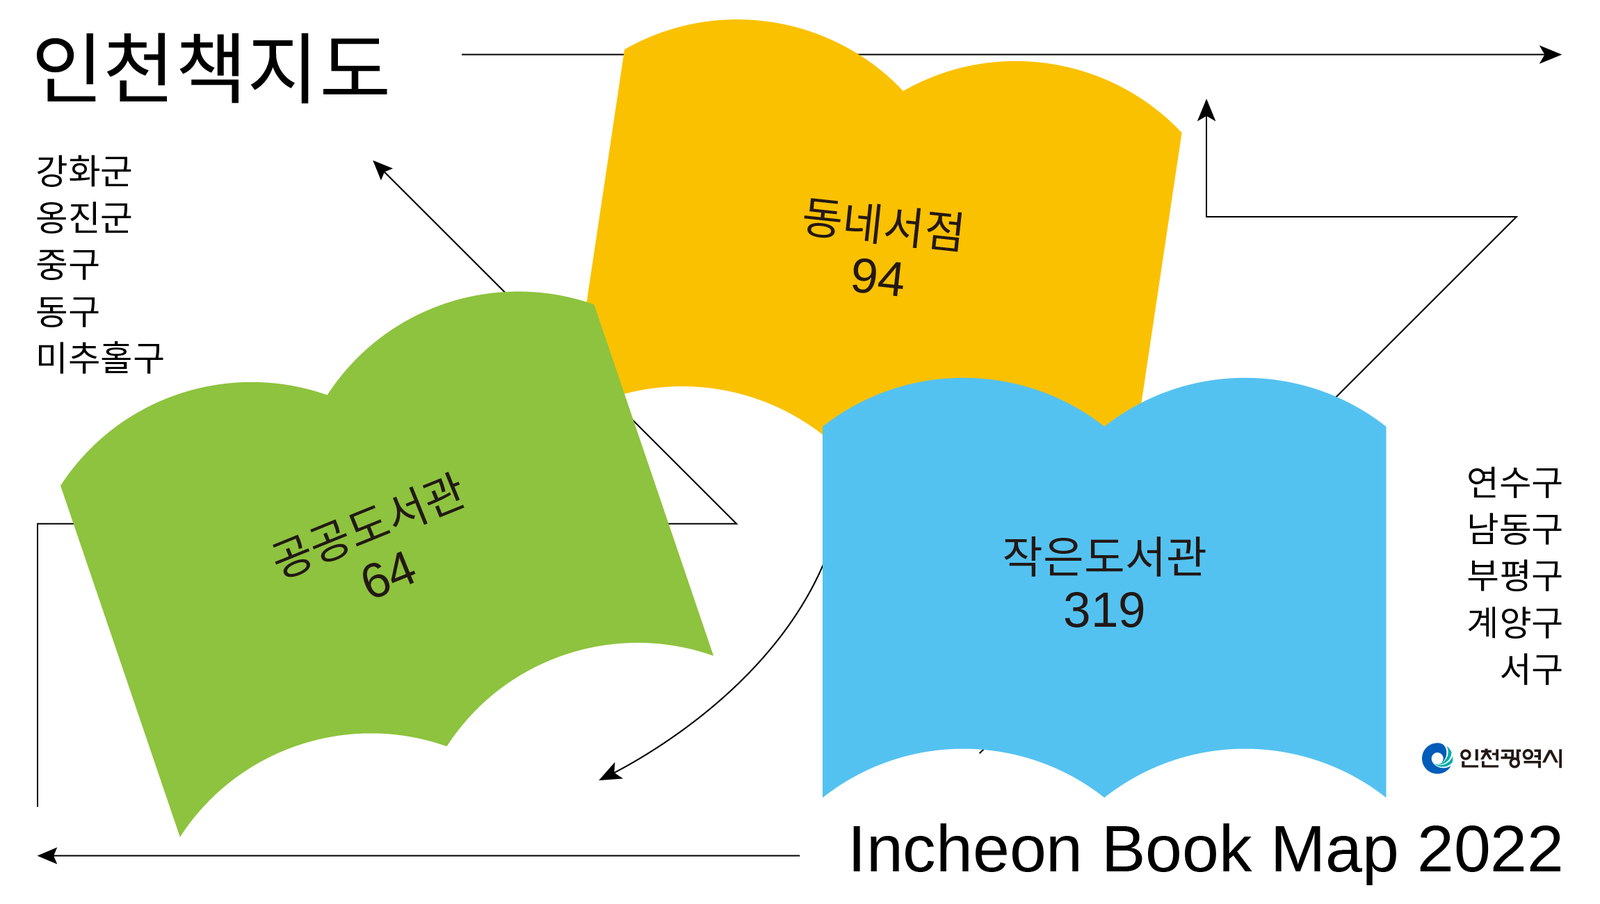 인천책지도
강화군
옹진군
중구
동구
미추홀구
동네서점
94
공공도서관
64
작은도서관
319
연수구
남동구
부평구
계양구
서구
인천광역시
Incheon Book Map 2022